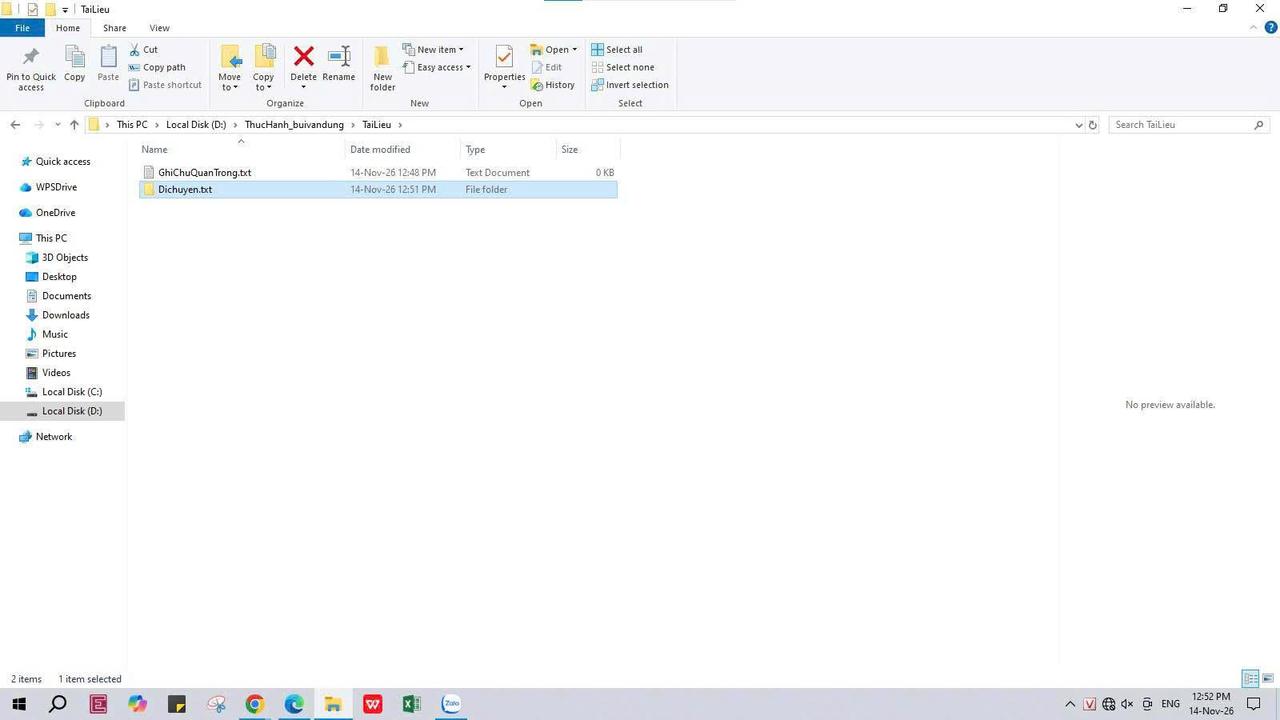 TaiLieu
File Home Share View
Pin to Quick access
Copy
Paste
Cut
Copy path
Paste shortcut
Clipboard
Move to
Copy to
Delete
Rename
Organize
New folder
New item
Easy access
New
Properties
Open
Edit
History
Open
Select all
Select none
Invert selection
Select
This PC > Local Disk (D:) > ThucHanh_buivandung > TaiLieu >
Search TaiLieu
Name Date modified Type Size
GhiChuQuanTrong.txt 14-Nov-26 12:48 PM Text Document 0 KB
Dichuyen.txt 14-Nov-26 12:51 PM File folder
Quick access
WPSDrive
OneDrive
This PC
3D Objects
Desktop
Documents
Downloads
Music
Pictures
Videos
Local Disk (C:)
Local Disk (D:)
Network
No preview available.
2 items 1 item selected
Zalo
ENG
12:52 PM
14-Nov-26